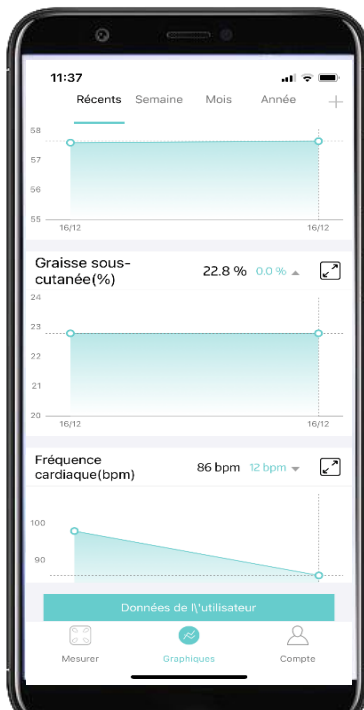 11:37
Récents Semaine Mois Année
58
57
56
55
16/12 16/12
Graisse sous-
cutanée(%) 22.8 % 0.0 %
24
23
22
21
20
16/12 16/12
Fréquence
cardiaque(bpm) 86 bpm 12 bpm
100
90
Données de l\'utilisateur
Mesurer Graphiques Compte